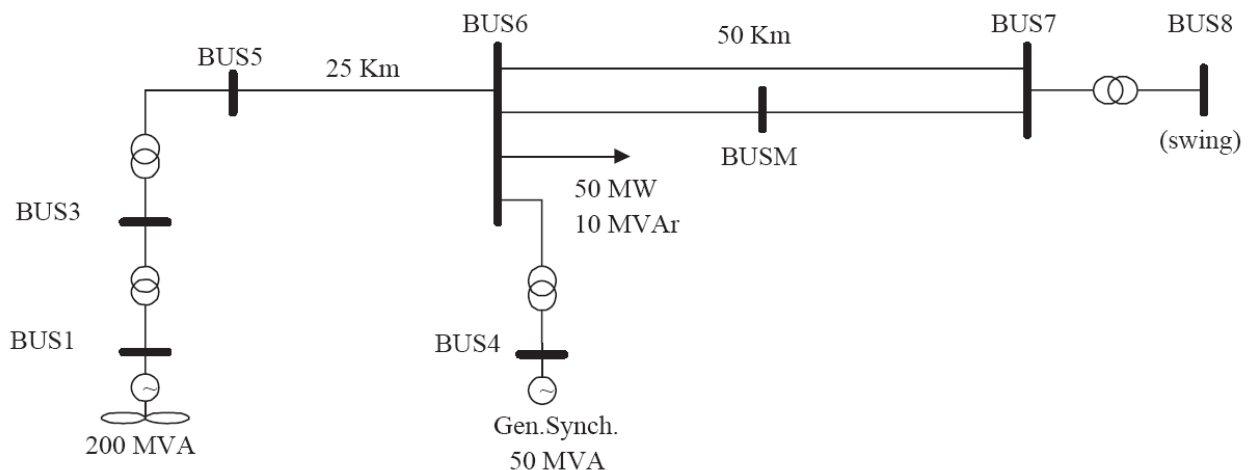 BUS6
BUS7
BUS8
50 Km
BUS5
25 Km
BUSM
(swing)
50 MW
10 MVAr
BUS3
BUS1
BUS4
~
~
200 MVA
Gen.Synch.
50 MVA